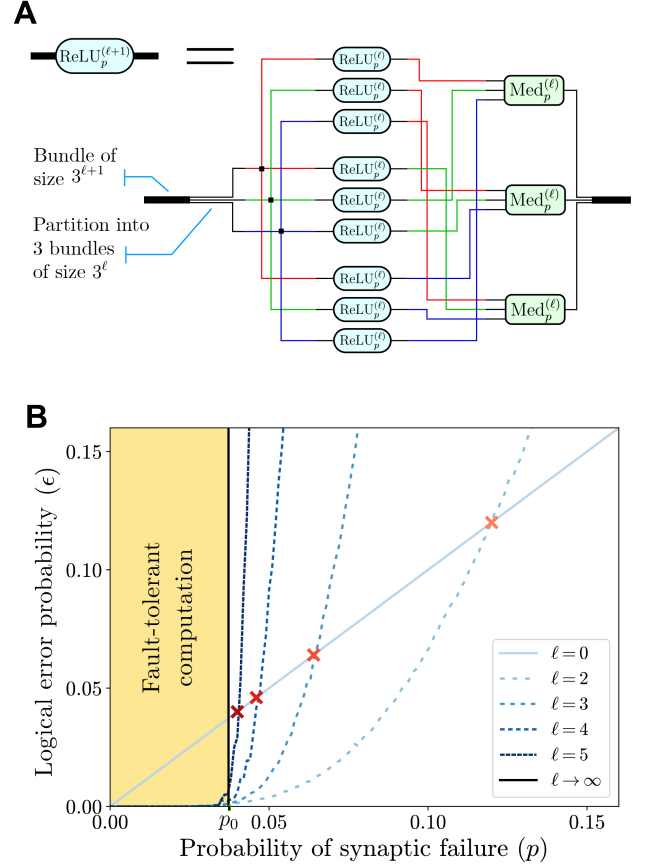 A
ReLU_p^(ℓ+1)
Bundle of
size 3^(ℓ+1)
Partition into
3 bundles
of size 3^ℓ
ReLU_p^(ℓ)
ReLU_p^(ℓ)
ReLU_p^(ℓ)
ReLU_p^(ℓ)
ReLU_p^(ℓ)
ReLU_p^(ℓ)
ReLU_p^(ℓ)
ReLU_p^(ℓ)
ReLU_p^(ℓ)
Med_p^(ℓ)
Med_p^(ℓ)
Med_p^(ℓ)
B
Logical error probability (ϵ)
0.15
0.10
0.05
0.00
Fault-tolerant
computation
ℓ = 0
ℓ = 2
ℓ = 3
ℓ = 4
ℓ = 5
ℓ → ∞
0.00 p₀ 0.05 0.10 0.15
Probability of synaptic failure (p)